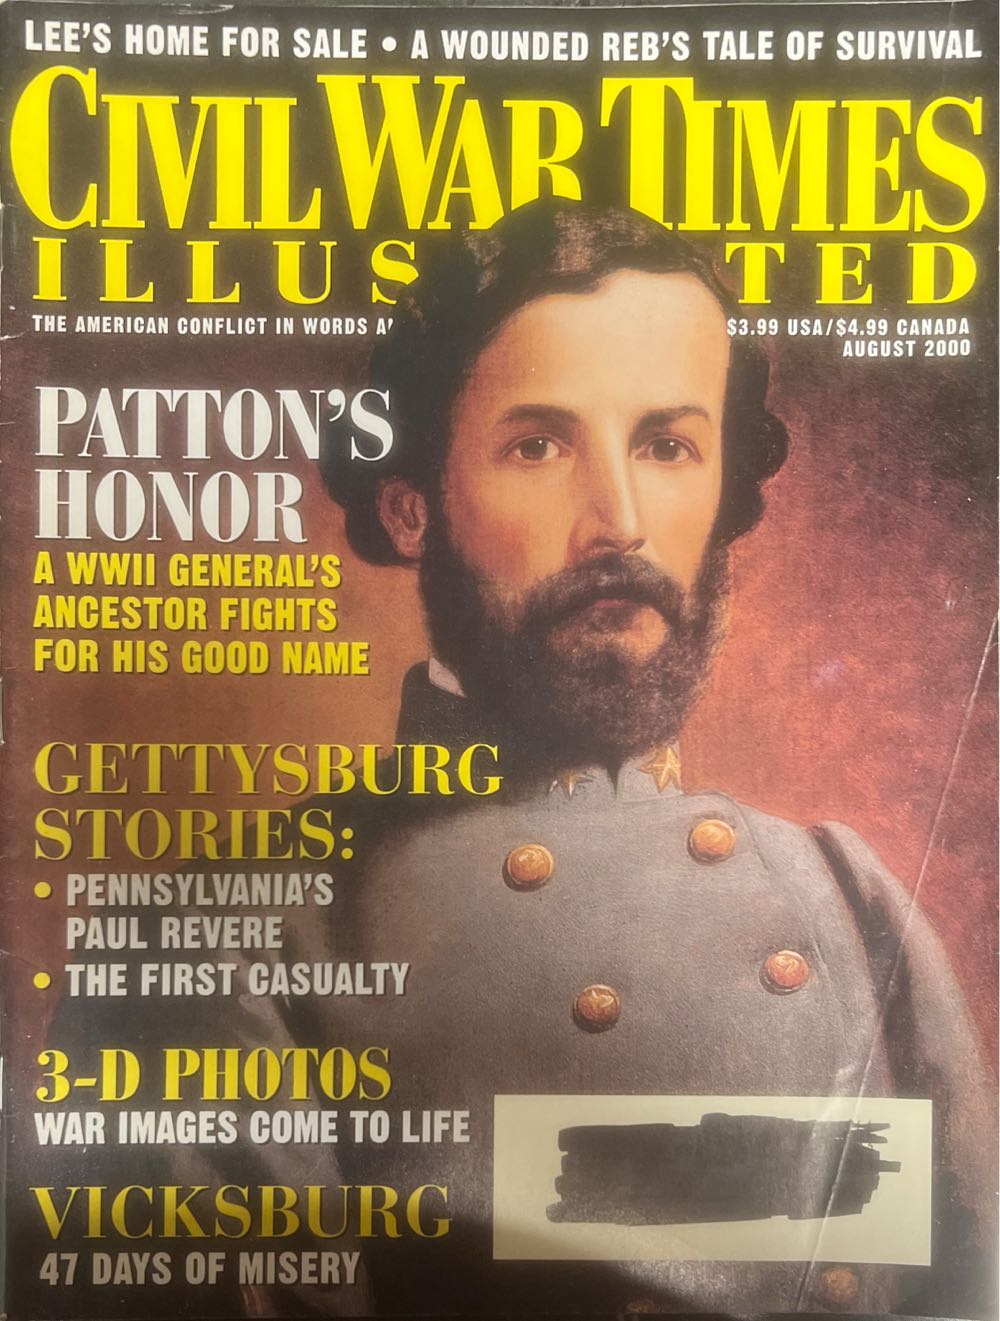 LEE'S HOME FOR SALE • A WOUNDED REB'S TALE OF SURVIVAL
CIVIL WAR TIMES
ILLUS TED
THE AMERICAN CONFLICT IN WORDS A
$3.99 USA/$4.99 CANADA
AUGUST 2000
PATTON'S
HONOR
A WWII GENERAL'S
ANCESTOR FIGHTS
FOR HIS GOOD NAME
GETTYSBURG
STORIES:
• PENNSYLVANIA'S
PAUL REVERE
• THE FIRST CASUALTY
3-D PHOTOS
WAR IMAGES COME TO LIFE
VICKSBURG
47 DAYS OF MISERY